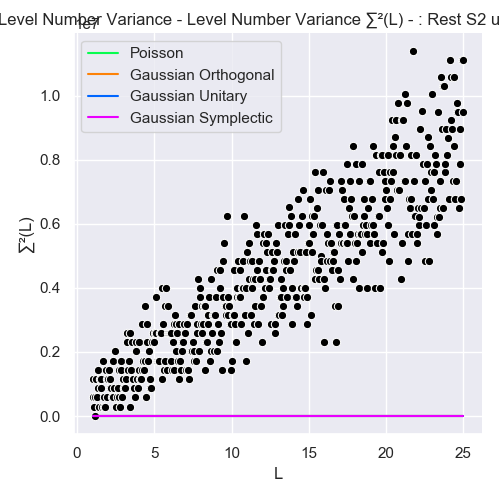 Level Number Variance - Level Number Variance ∑²(L) - : Rest S2 u
1e7
Poisson
Gaussian Orthogonal
Gaussian Unitary
Gaussian Symplectic
1.0
0.8
0.6
0.4
0.2
0.0
∑²(L)
0 5 10 15 20 25
L